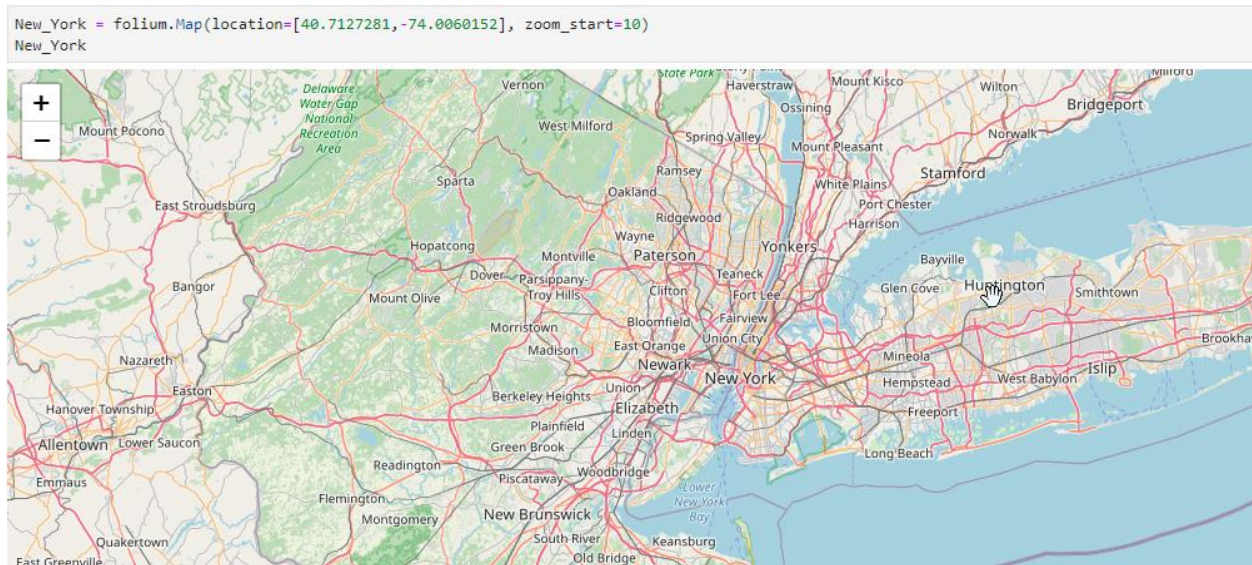 New_York = folium.Map(location=[40.7127281,-74.0060152], zoom_start=10)
New_York
+
−
State Park
Milford
Vernon
Haverstraw
Mount Kisco
Wilton
Delaware
Water Gap
National
Recreation
Area
Ossining
Bridgeport
Mount Pocono
West Milford
Spring Valley
Norwalk
Mount Pleasant
Ramsey
Stamford
Sparta
Oakland
White Plains
East Stroudsburg
Port Chester
Ridgewood
Harrison
Wayne
Hopatcong
Montville
Paterson
Yonkers
Bayville
Dover
Parsippany-
Troy Hills
Teaneck
Bangor
Mount Olive
Clifton
Fort Lee
Glen Cove
Huntington
Smithtown
Morristown
Bloomfield
Fairview
Union City
Brookha
Madison
East Orange
Nazareth
Newark
New York
Mineola
Islip
Easton
Union
Hempstead
West Babylon
Berkeley Heights
Hanover Township
Elizabeth
Freeport
Plainfield
Linden
Allentown
Lower Saucon
Green Brook
Long Beach
Readington
Woodbridge
Emmaus
Piscataway
Lower
New York
Bay
Flemington
Montgomery
New Brunswick
Quakertown
South River
Keansburg
East Greenville
Old Bridge